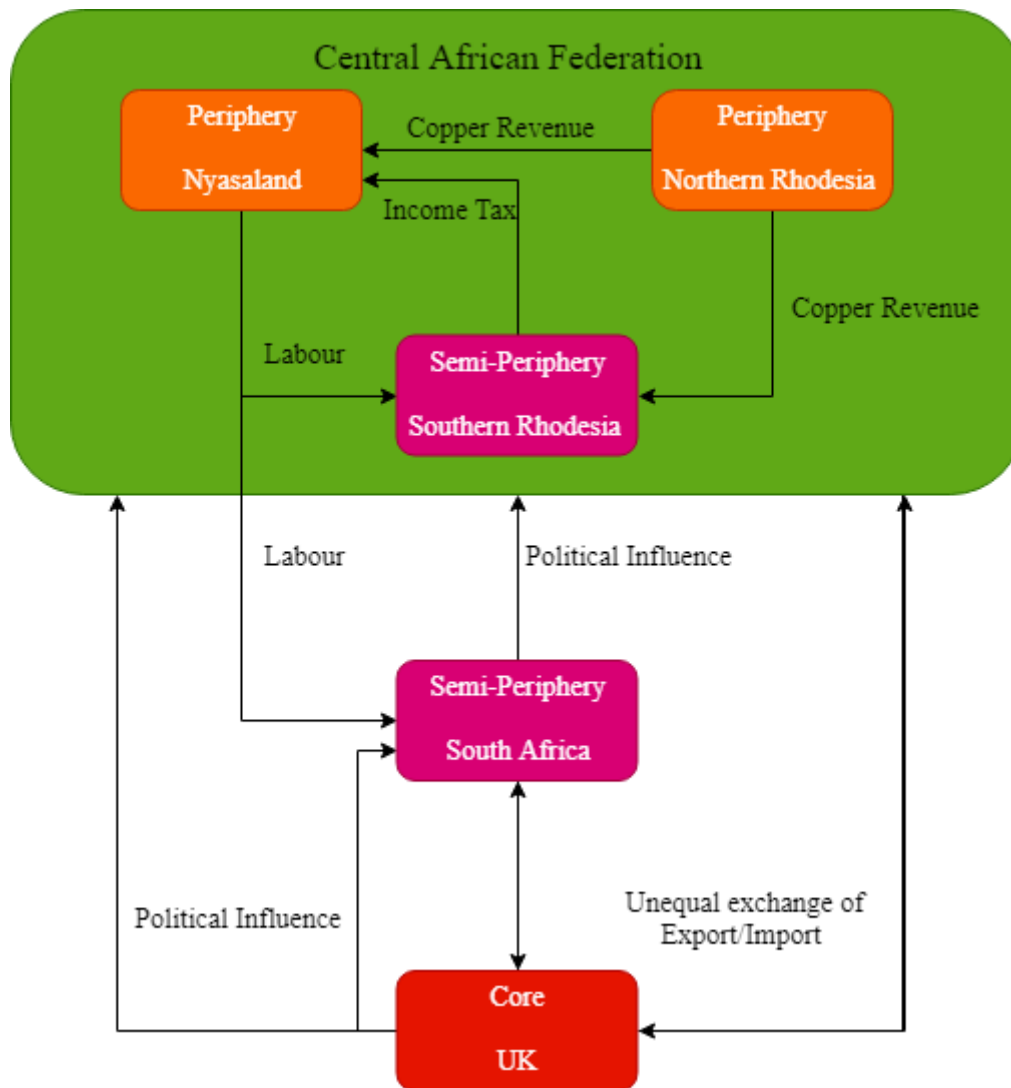 Central African Federation
Periphery
Nyasaland
Copper Revenue
Periphery
Northern Rhodesia
Income Tax
Copper Revenue
Labour
Semi-Periphery
Southern Rhodesia
Labour
Political Influence
Semi-Periphery
South Africa
Political Influence
Unequal exchange of
Export/Import
Core
UK